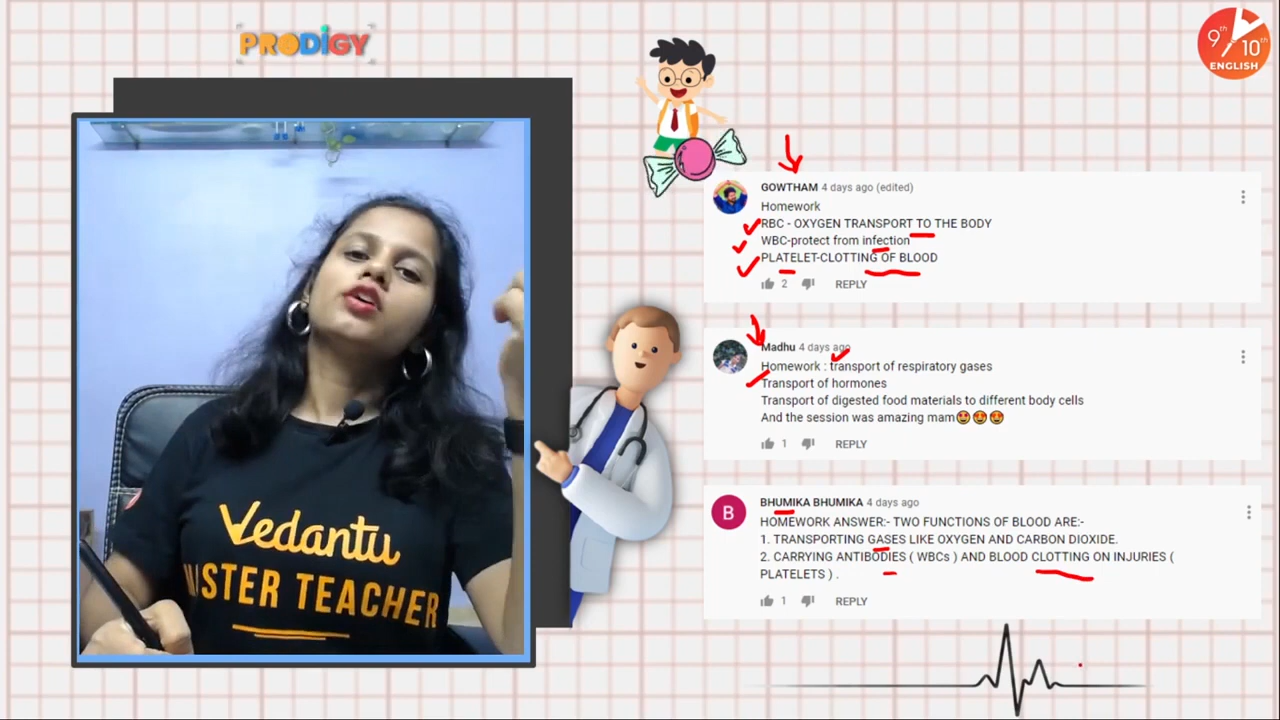 PRODiGY
9th
10th
ENGLISH
GOWTHAM 4 days ago (edited)
Homework
RBC - OXYGEN TRANSPORT TO THE BODY
WBC-protect from infection
PLATELET-CLOTTING OF BLOOD
2 REPLY
Madhu 4 days ago
Homework : transport of respiratory gases
Transport of hormones
Transport of digested food materials to different body cells
And the session was amazing mam🤩🤩🤩
1 REPLY
B
BHUMIKA BHUMIKA 4 days ago
HOMEWORK ANSWER:- TWO FUNCTIONS OF BLOOD ARE:-
1. TRANSPORTING GASES LIKE OXYGEN AND CARBON DIOXIDE.
2. CARRYING ANTIBODIES ( WBCs ) AND BLOOD CLOTTING ON INJURIES (
PLATELETS ) .
1 REPLY
Vedantu
TEACHER